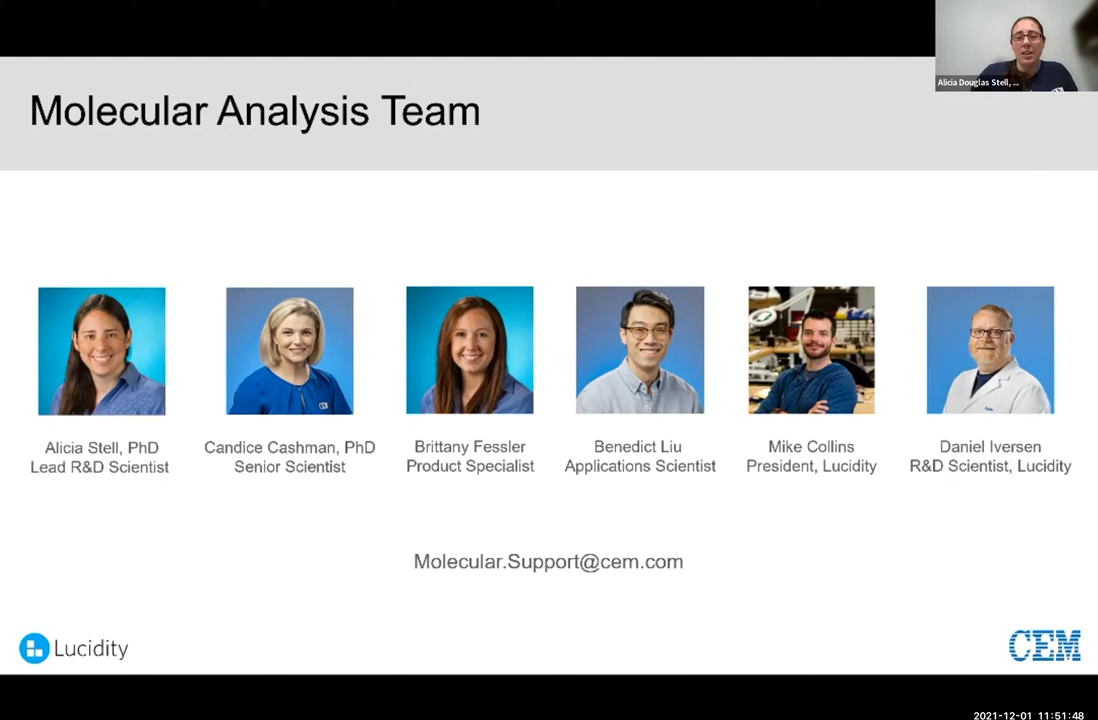 Alicia Douglas Stell, ...
Molecular Analysis Team
CEM
Alicia Stell, PhD
Lead R&D Scientist
Candice Cashman, PhD
Senior Scientist
Brittany Fessler
Product Specialist
Benedict Liu
Applications Scientist
Mike Collins
President, Lucidity
Daniel Iversen
R&D Scientist, Lucidity
Molecular.Support@cem.com
Lucidity
CEM
2021-12-01 11:51:48